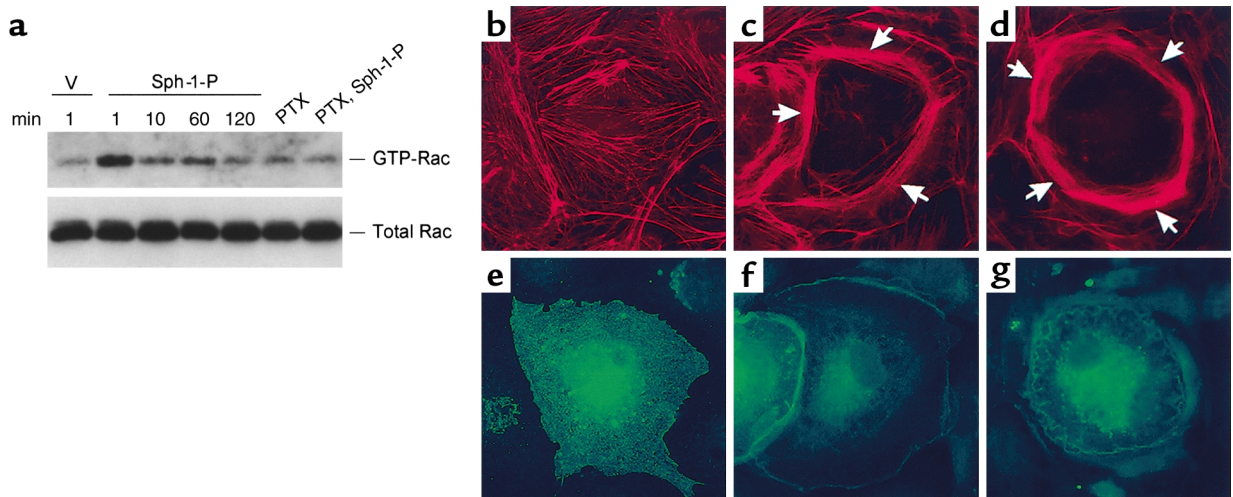 a
V Sph-1-P PTX PTX, Sph-1-P
min 1 1 10 60 120
GTP-Rac
Total Rac
b
c
d
e
f
g